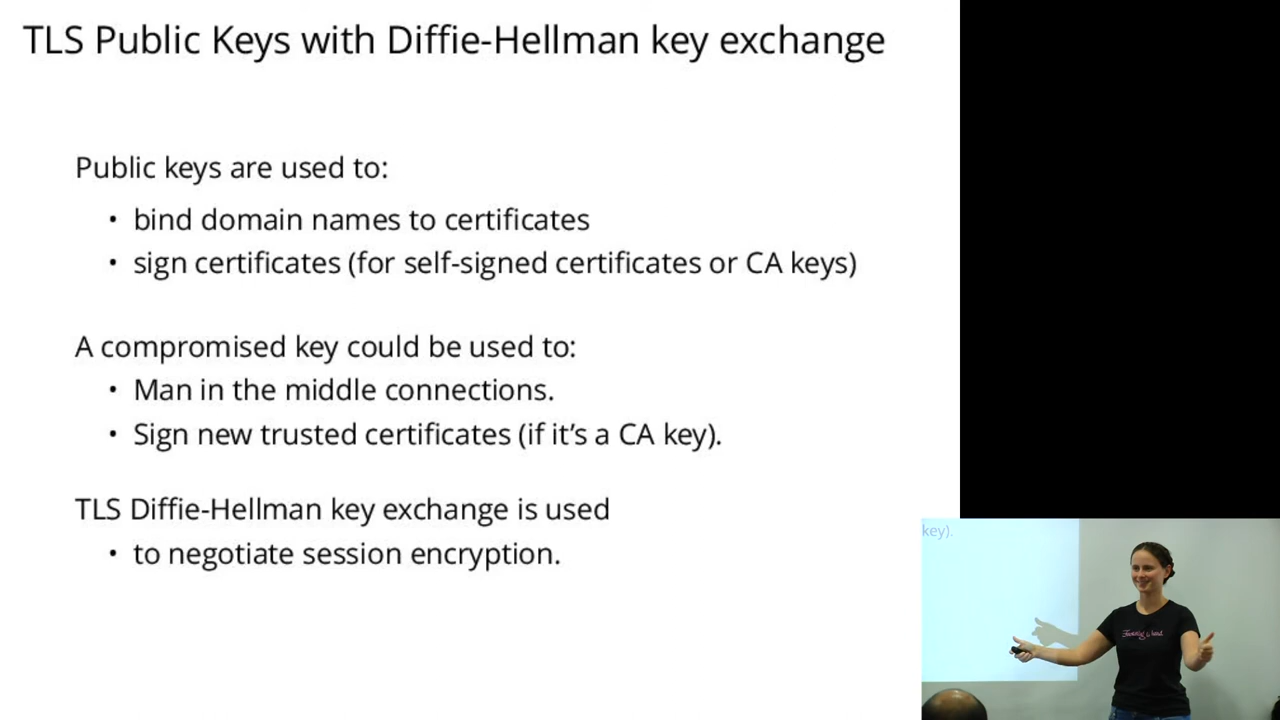 TLS Public Keys with Diffie-Hellman key exchange
Public keys are used to:
• bind domain names to certificates
• sign certificates (for self-signed certificates or CA keys)
A compromised key could be used to:
• Man in the middle connections.
• Sign new trusted certificates (if it's a CA key).
TLS Diffie-Hellman key exchange is used
• to negotiate session encryption.
key).